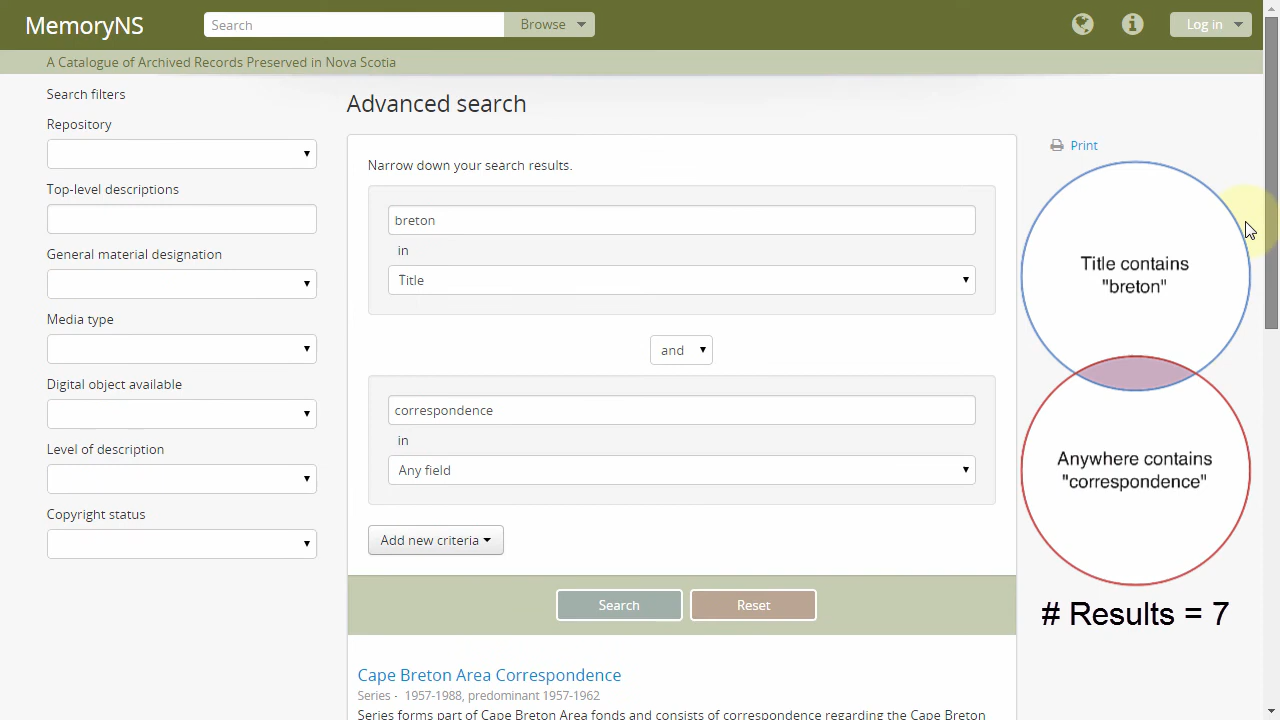 MemoryNS
Search
Browse
Log in
A Catalogue of Archived Records Preserved in Nova Scotia
Search filters
Repository
Top-level descriptions
General material designation
Media type
Digital object available
Level of description
Copyright status
Advanced search
Narrow down your search results.
breton
in
Title
and
correspondence
in
Any field
Add new criteria
Search
Reset
Cape Breton Area Correspondence
Series - 1957-1988, predominant 1957-1962
Series forms part of Cape Breton Area fonds and consists of correspondence regarding the Cape Breton
Print
Title contains
"breton"
Anywhere contains
"correspondence"
# Results = 7